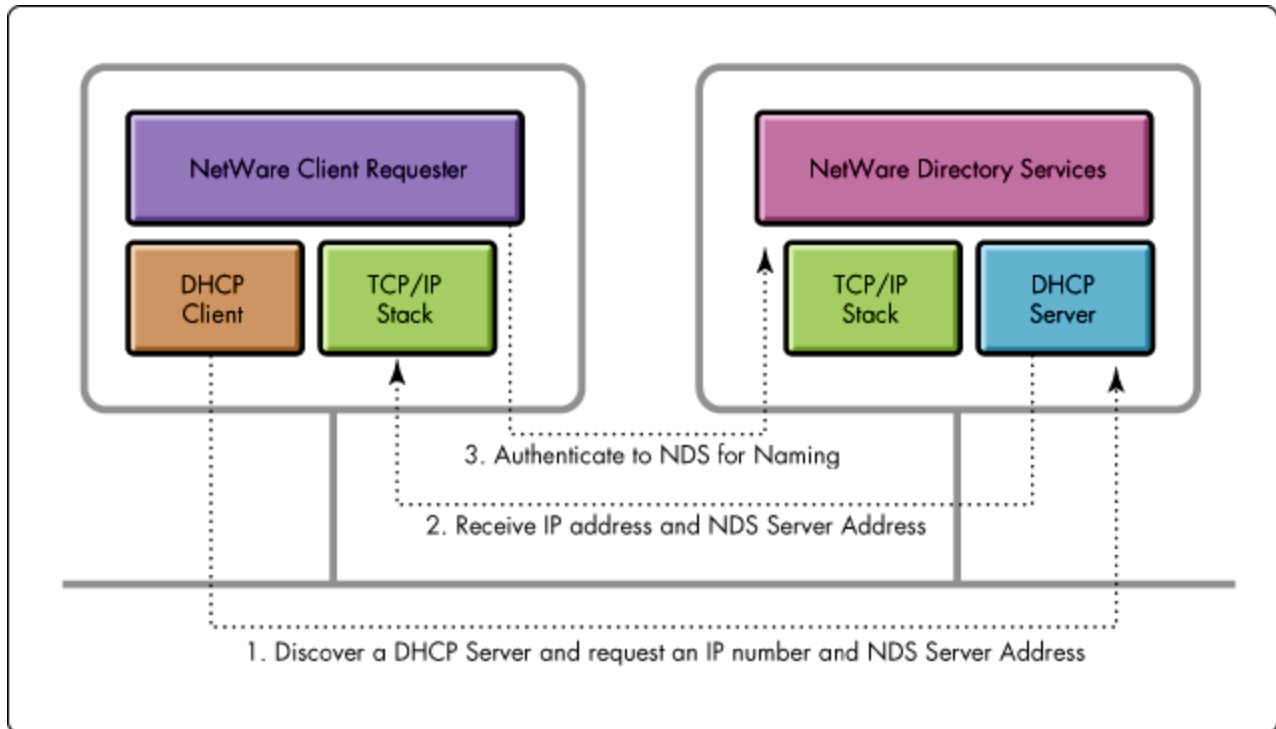 NetWare Client Requester
DHCP
Client
TCP/IP
Stack
NetWare Directory Services
TCP/IP
Stack
DHCP
Server
3. Authenticate to NDS for Naming
2. Receive IP address and NDS Server Address
1. Discover a DHCP Server and request an IP number and NDS Server Address